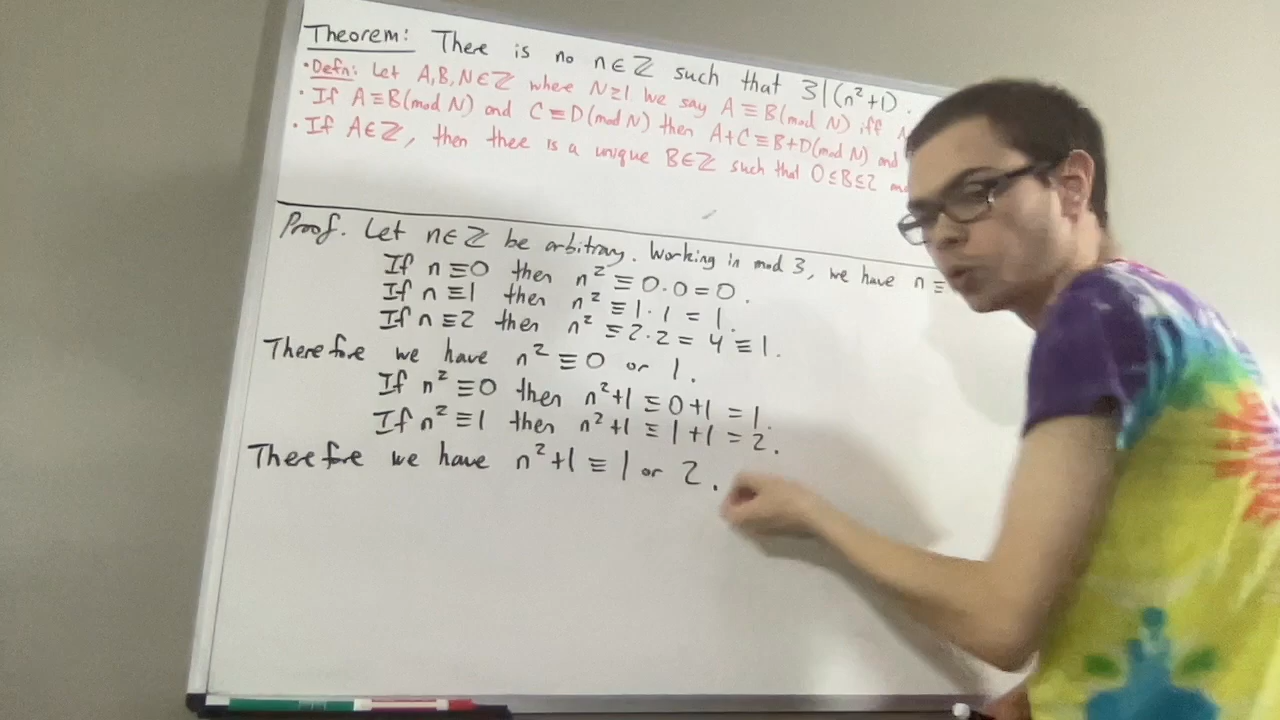 Theorem: There is no n∈ℤ such that 3|(n²+1).
• Defn: Let A,B,N∈ℤ where N≥1. We say A≡B(mod N) iff
• If A≡B(mod N) and C≡D(mod N) then A+C≡B+D(mod N) and
• If A∈ℤ, then thee is a unique B∈ℤ such that 0≤B≤2
Proof. Let n∈ℤ be arbitrary. Working in mod 3, we have n≡
If n≡0 then n²≡0·0=0.
If n≡1 then n²≡1·1=1.
If n≡2 then n²≡2·2=4≡1.
Therefore we have n²≡0 or 1.
If n²≡0 then n²+1≡0+1=1.
If n²≡1 then n²+1≡1+1=2.
Therefore we have n²+1≡1 or 2.